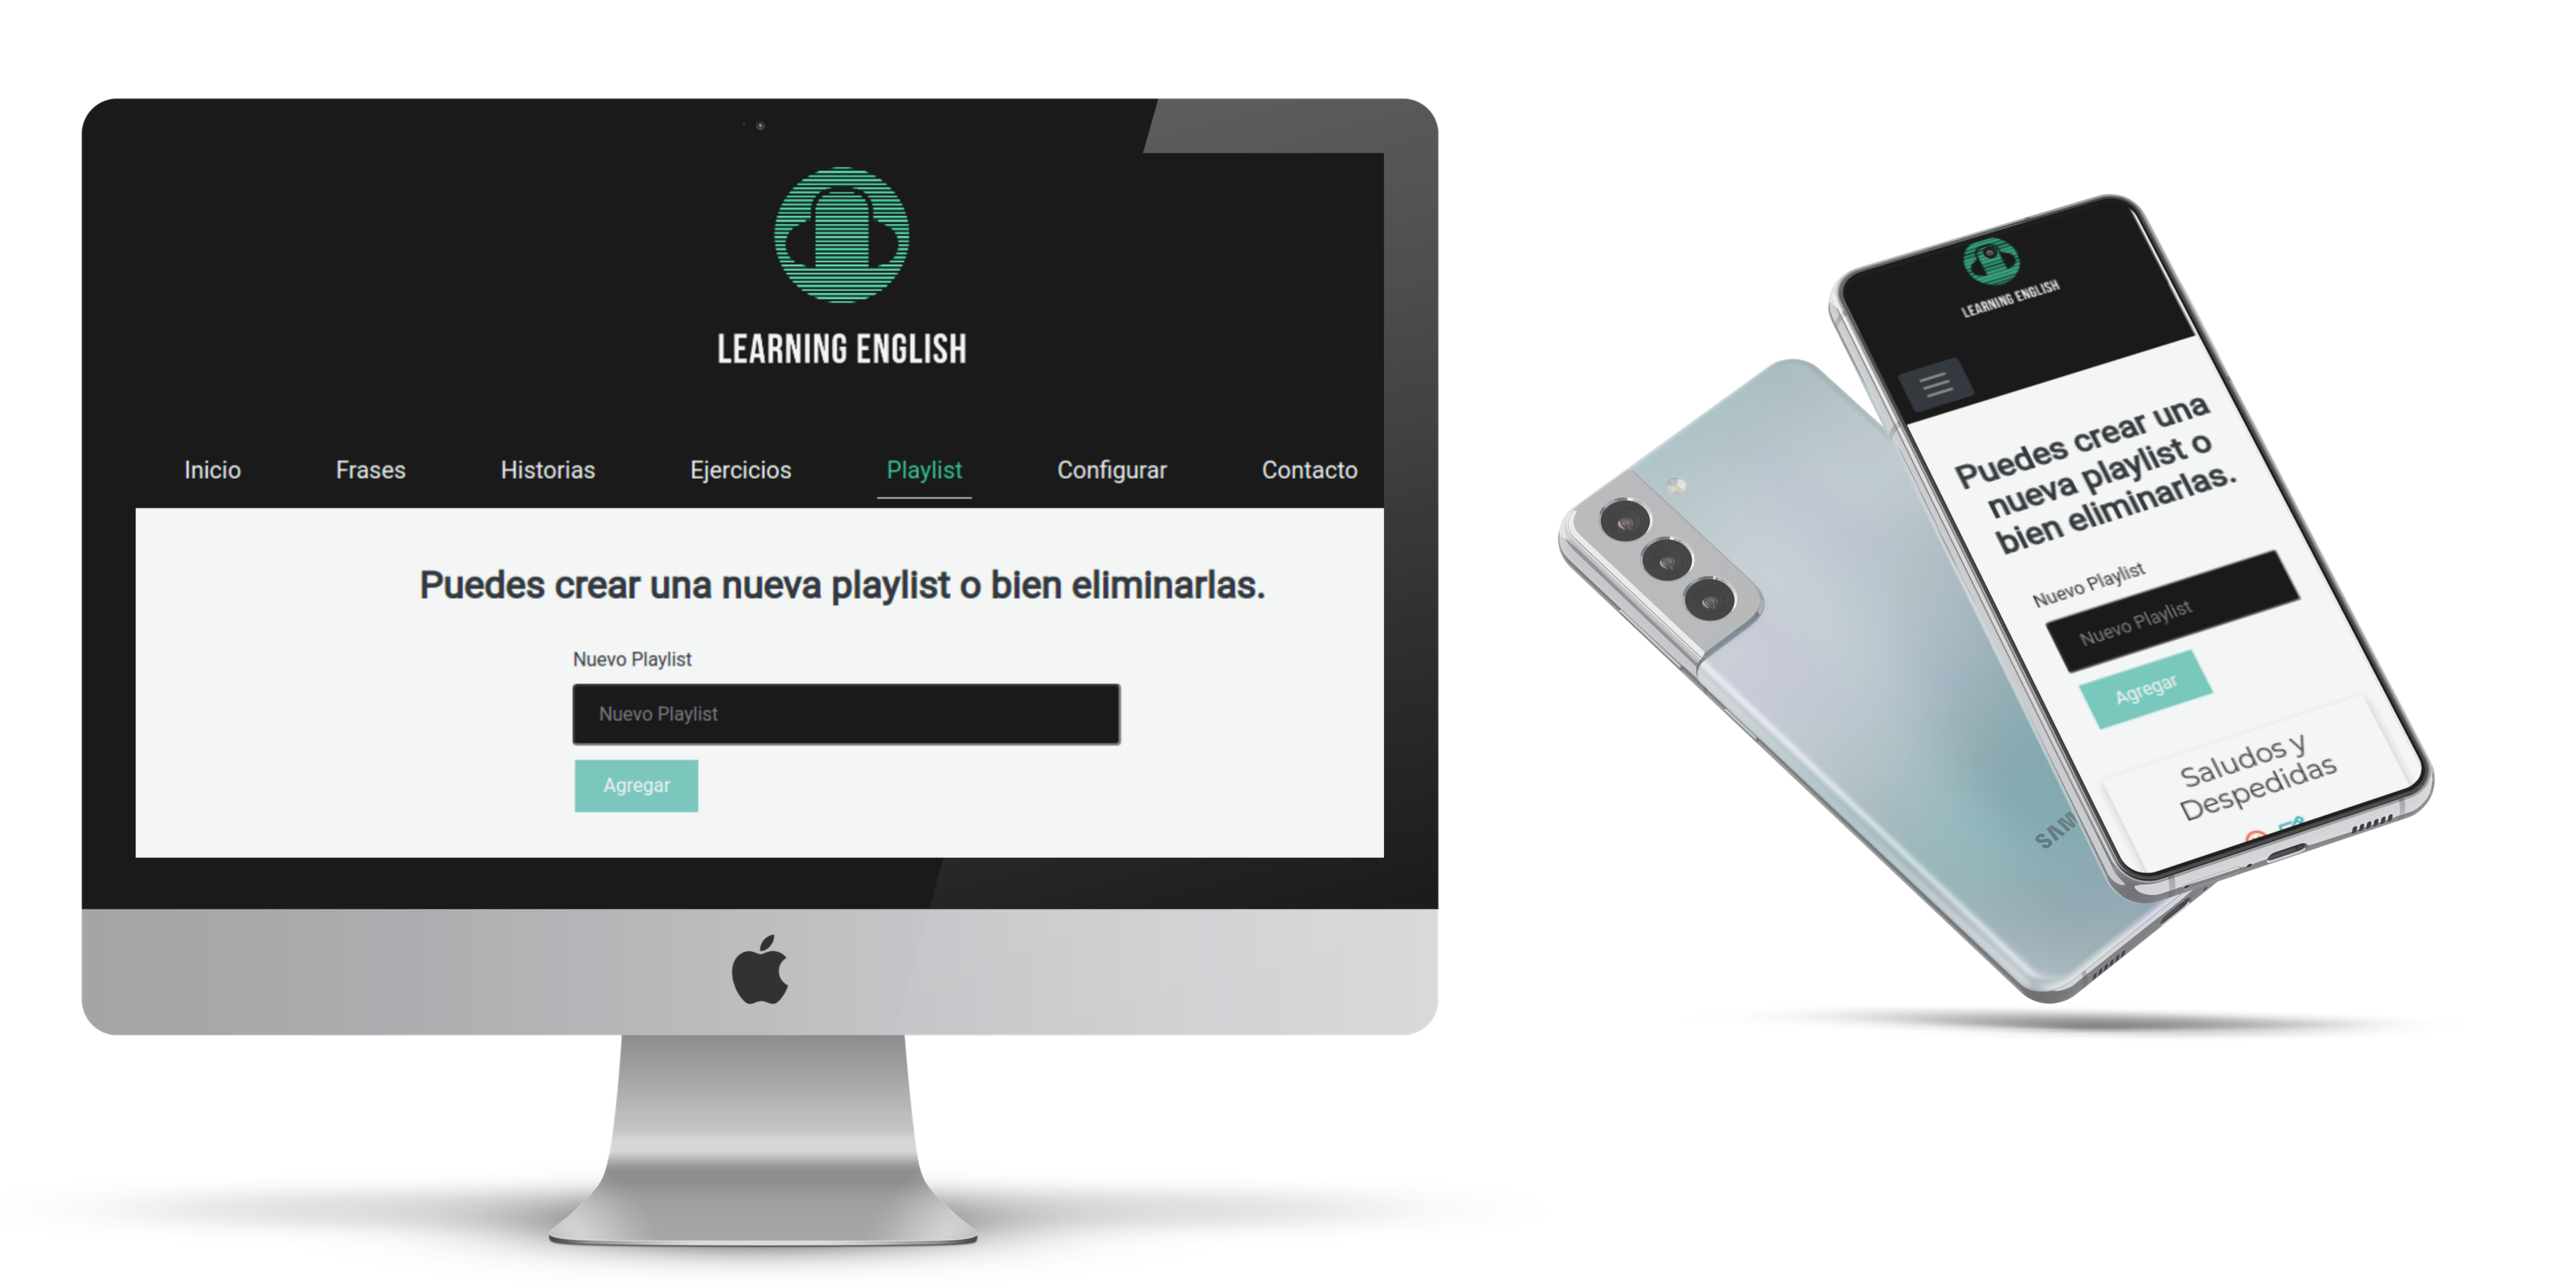 LEARNING ENGLISH
Inicio Frases Historias Ejercicios Playlist Configurar Contacto
Puedes crear una nueva playlist o bien eliminarlas.
Nuevo Playlist
Nuevo Playlist
Agregar
LEARNING ENGLISH
Puedes crear una
nueva playlist o
bien eliminarlas.
Nuevo Playlist
Nuevo Playlist
Agregar
Saludos y
Despedidas
SAM